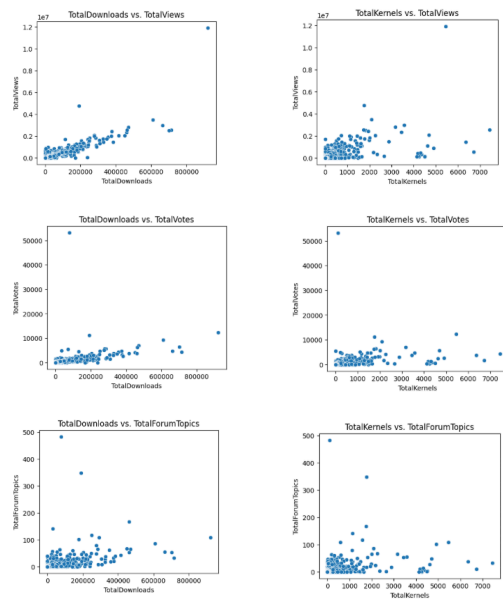 TotalDownloads vs. TotalViews
1e7
1.2
1.0
0.8
0.6
0.4
0.2
0.0
TotalViews
0 200000 400000 600000 800000
TotalDownloads
TotalKernels vs. TotalViews
1e7
1.2
1.0
0.8
0.6
0.4
0.2
0.0
TotalViews
0 1000 2000 3000 4000 5000 6000 7000
TotalKernels
TotalDownloads vs. TotalVotes
50000
40000
30000
20000
10000
0
TotalVotes
0 200000 400000 600000 800000
TotalDownloads
TotalKernels vs. TotalVotes
50000
40000
30000
20000
10000
0
TotalVotes
0 1000 2000 3000 4000 5000 6000 7000
TotalKernels
TotalDownloads vs. TotalForumTopics
500
400
300
200
100
0
TotalForumTopics
0 200000 400000 600000 800000
TotalDownloads
TotalKernels vs. TotalForumTopics
500
400
300
200
100
0
TotalForumTopics
0 1000 2000 3000 4000 5000 6000 7000
TotalKernels